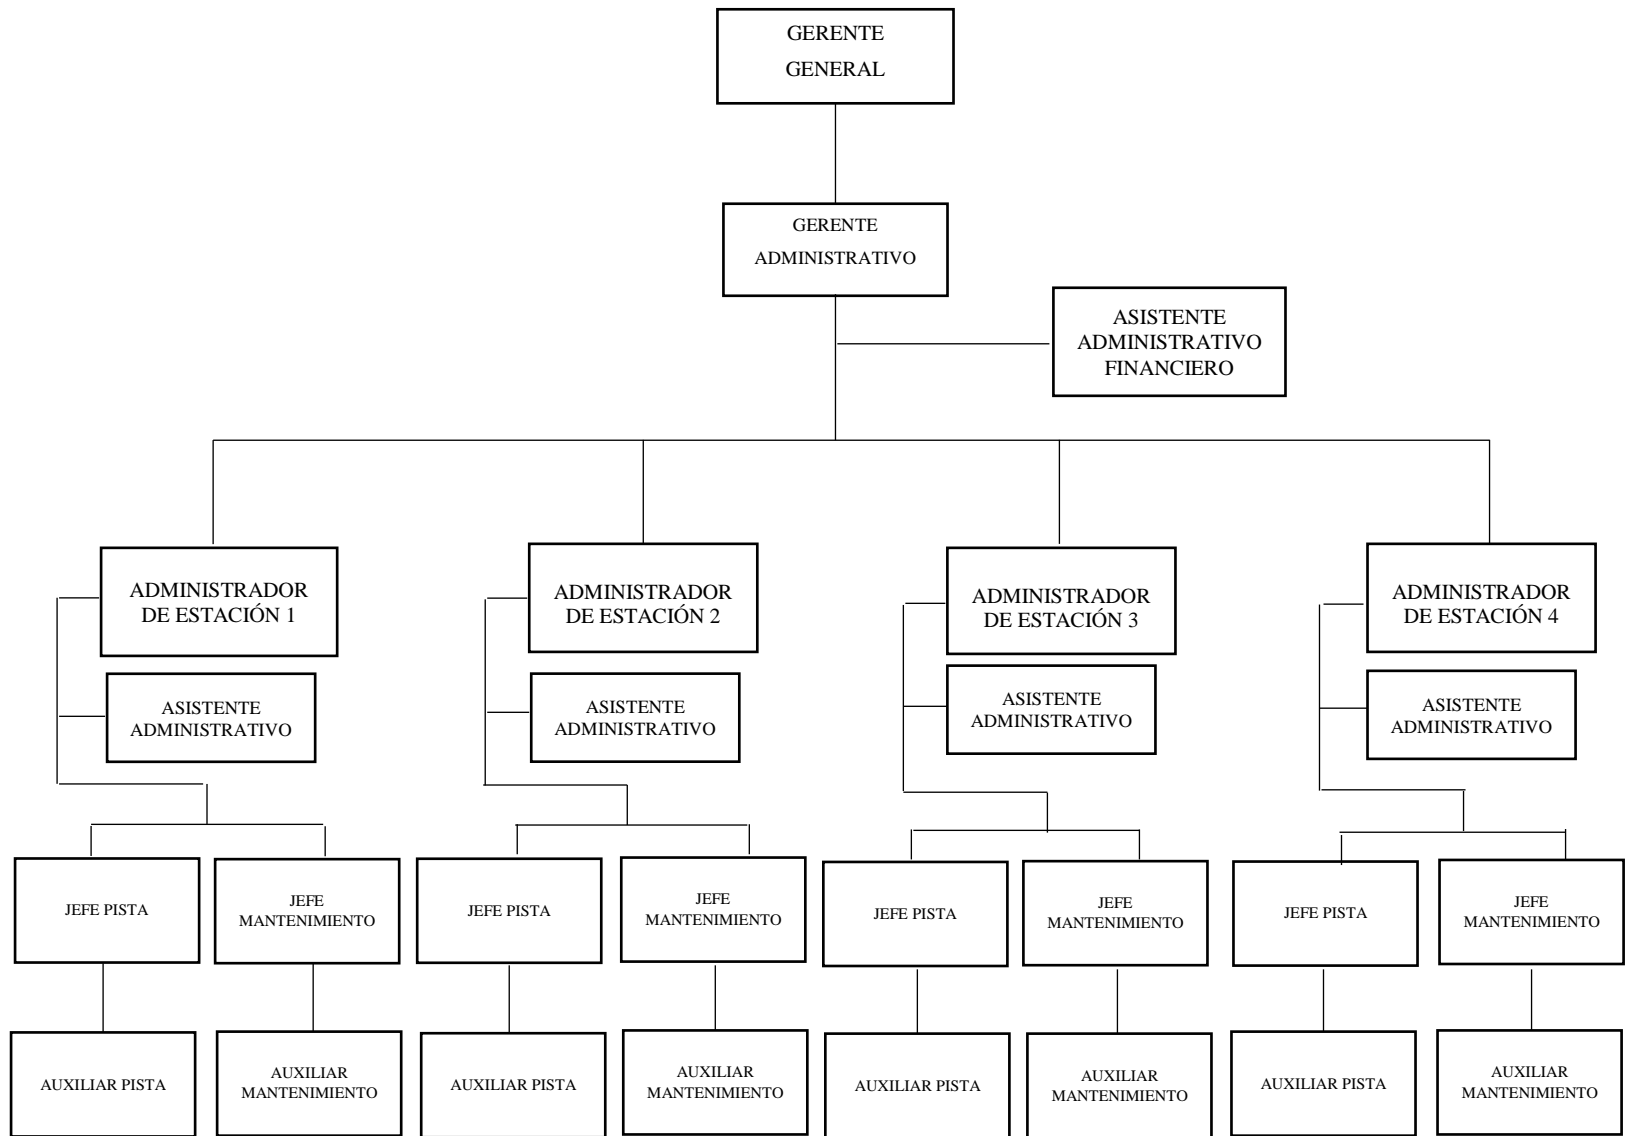 GERENTE
GENERAL
GERENTE
ADMINISTRATIVO
ASISTENTE
ADMINISTRATIVO
FINANCIERO
ADMINISTRADOR
DE ESTACIÓN 1
ADMINISTRADOR
DE ESTACIÓN 2
ADMINISTRADOR
DE ESTACIÓN 3
ADMINISTRADOR
DE ESTACIÓN 4
ASISTENTE
ADMINISTRATIVO
ASISTENTE
ADMINISTRATIVO
ASISTENTE
ADMINISTRATIVO
ASISTENTE
ADMINISTRATIVO
JEFE PISTA
JEFE
MANTENIMIENTO
JEFE PISTA
JEFE
MANTENIMIENTO
JEFE PISTA
JEFE
MANTENIMIENTO
JEFE PISTA
JEFE
MANTENIMIENTO
AUXILIAR PISTA
AUXILIAR
MANTENIMIENTO
AUXILIAR PISTA
AUXILIAR
MANTENIMIENTO
AUXILIAR PISTA
AUXILIAR
MANTENIMIENTO
AUXILIAR PISTA
AUXILIAR
MANTENIMIENTO